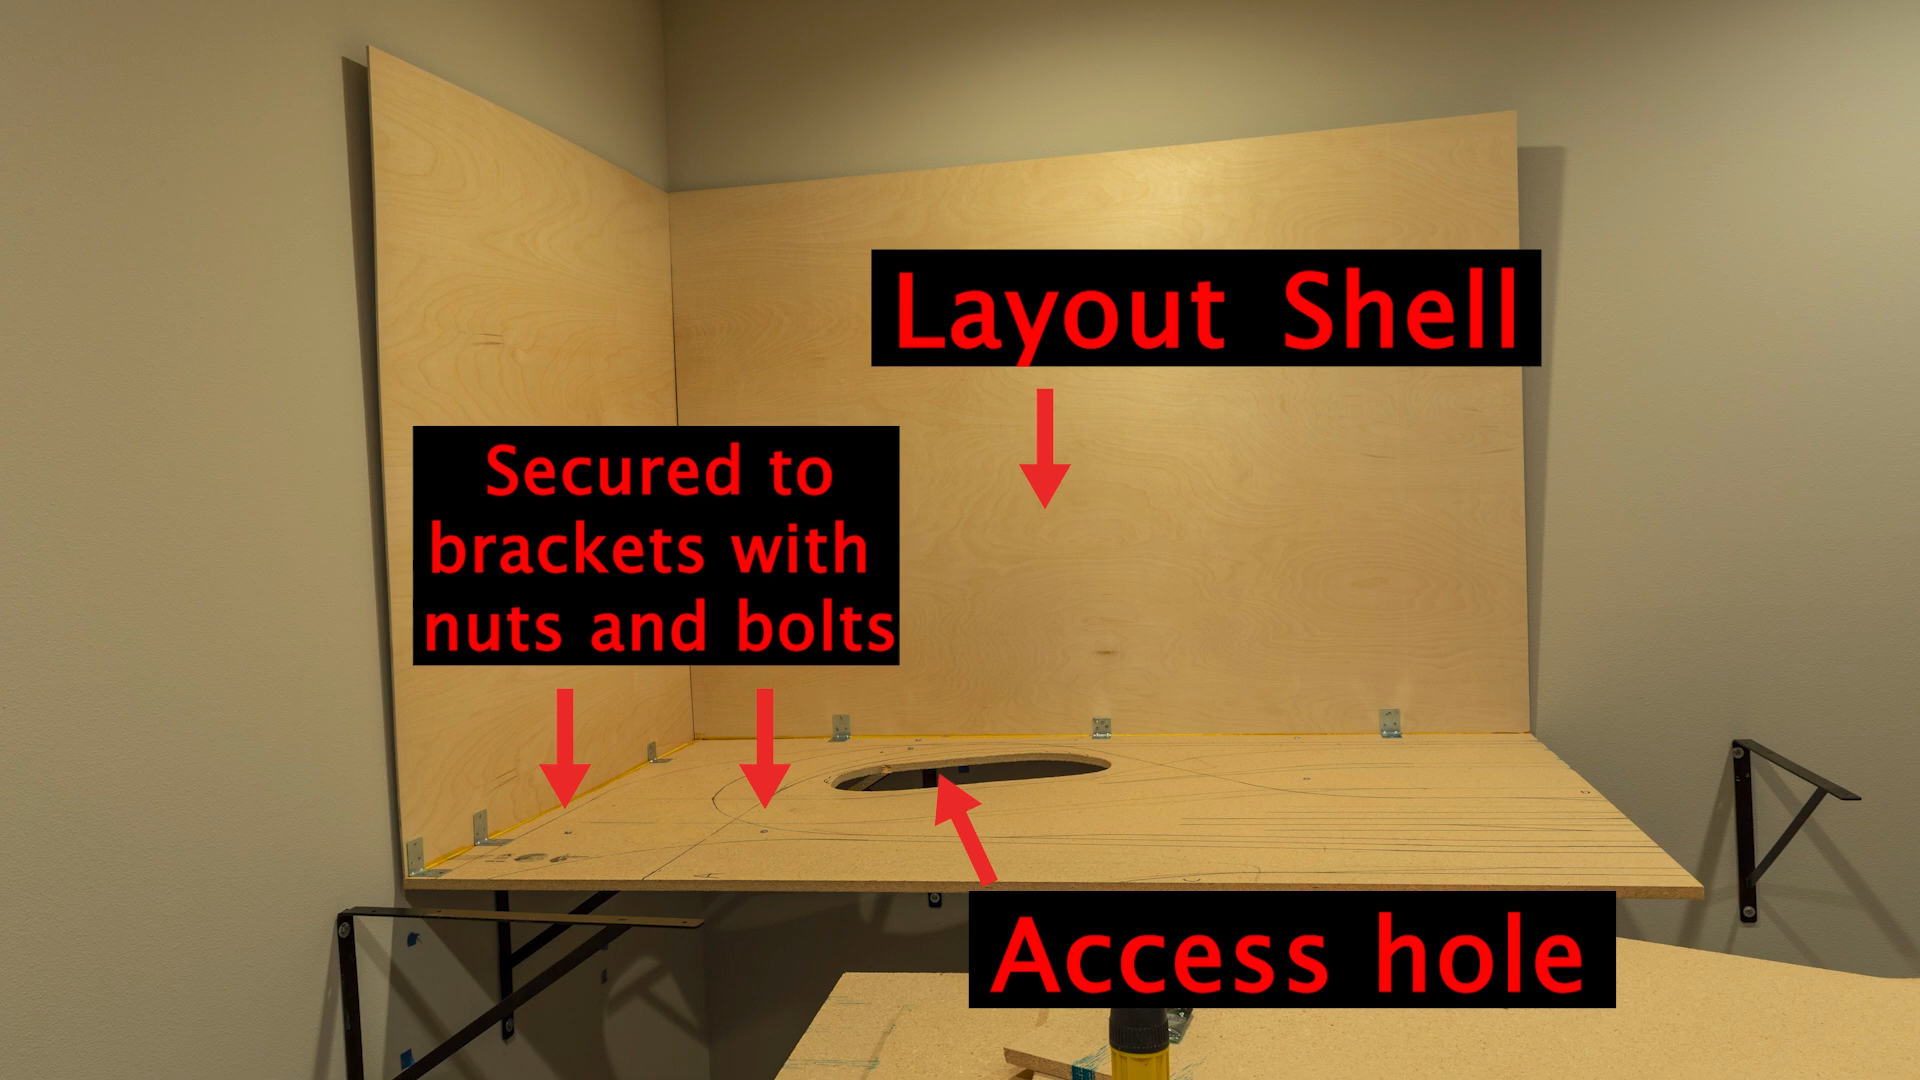 Layout Shell
Secured to
brackets with
nuts and bolts
Access hole